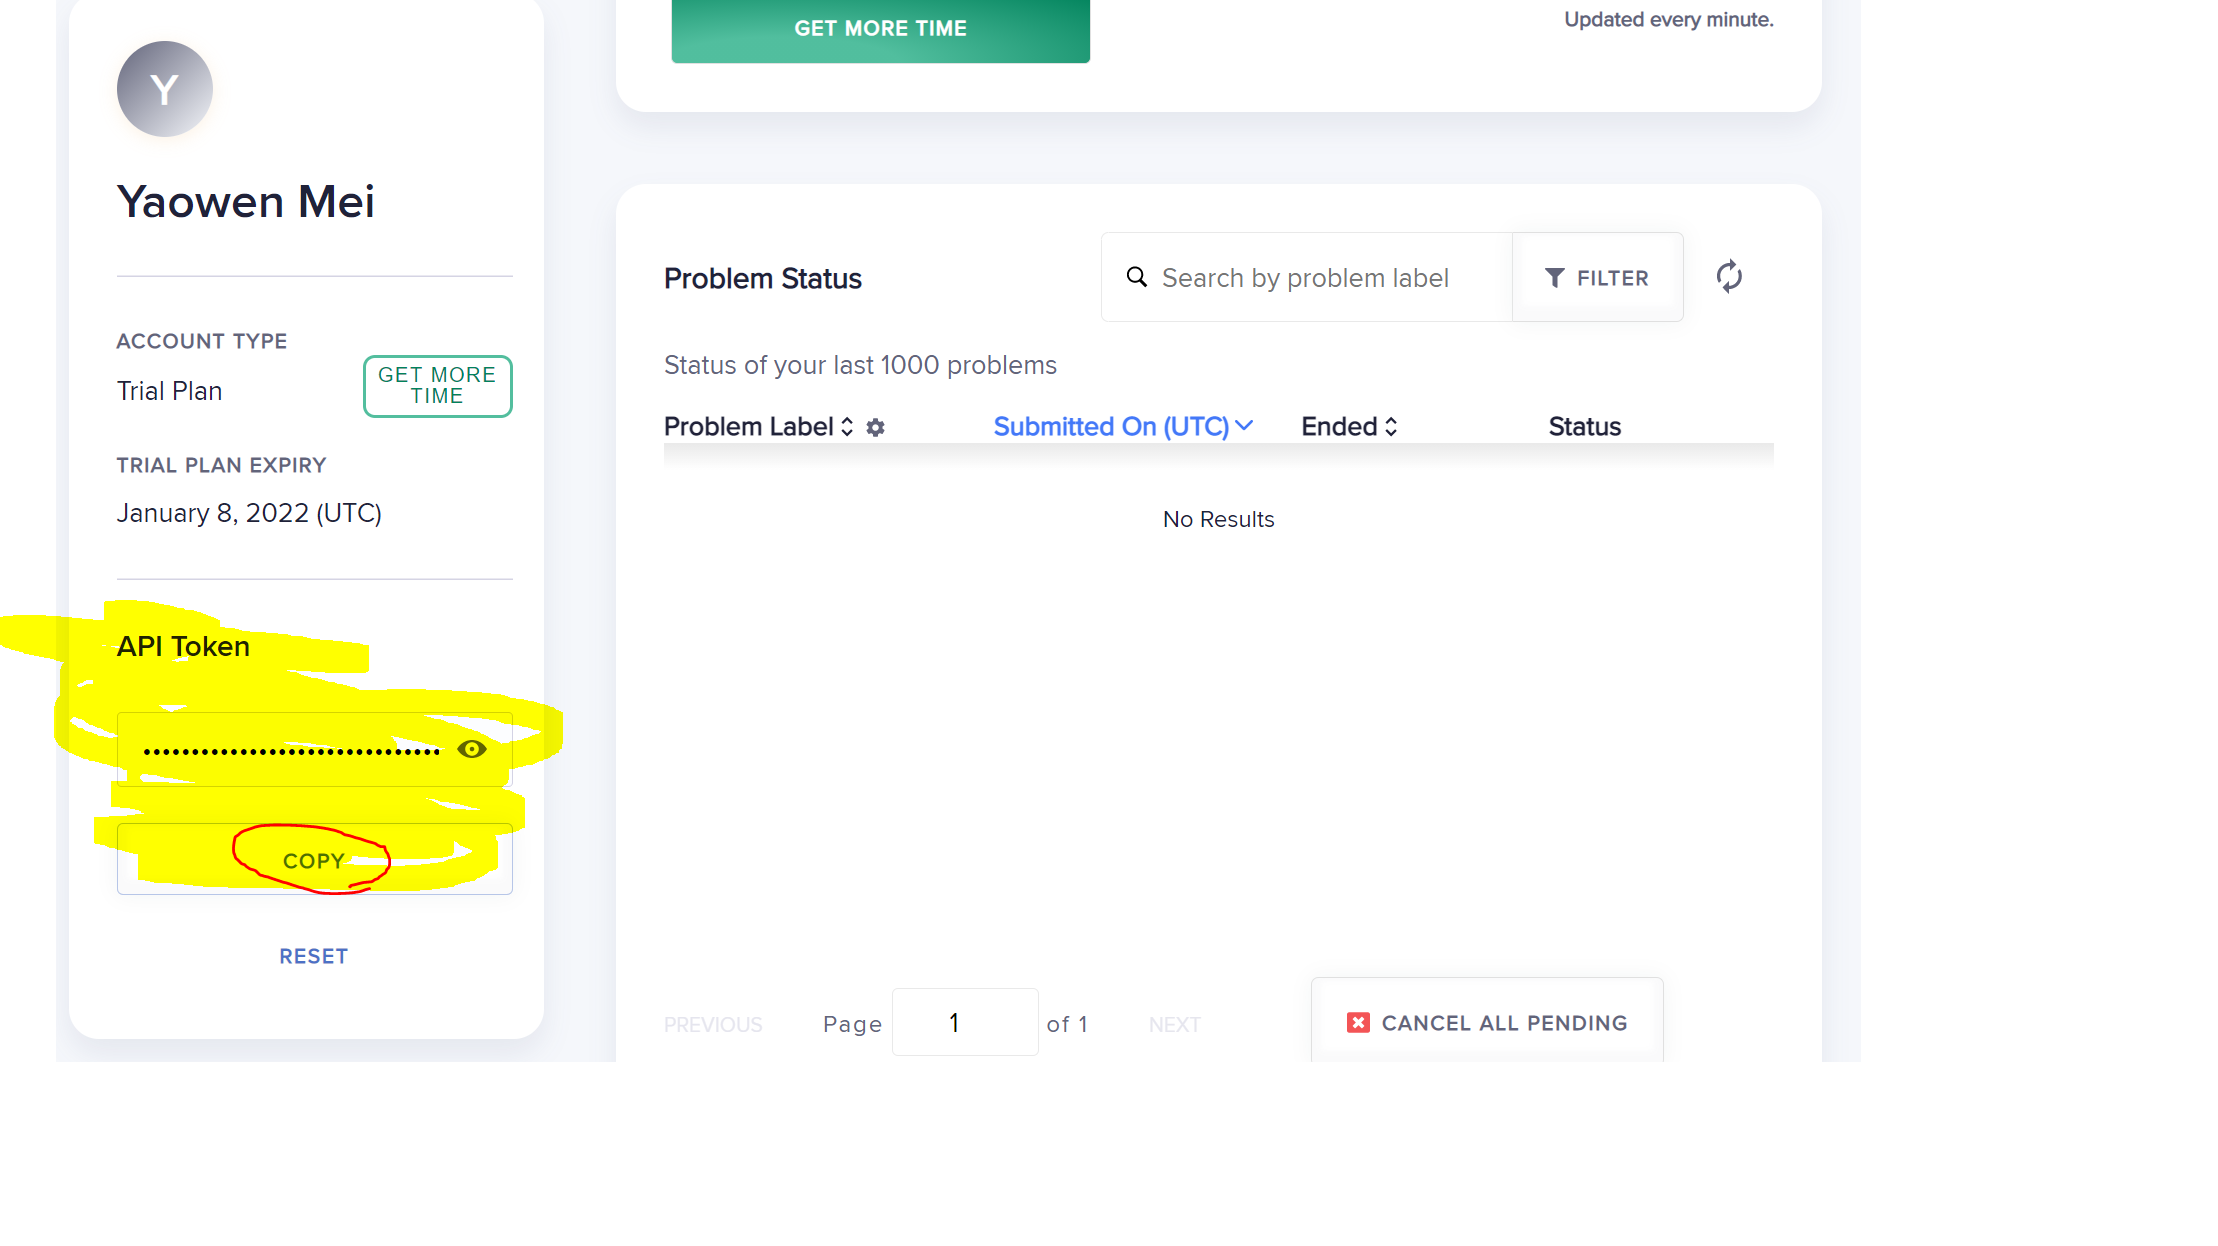 Y
Yaowen Mei
ACCOUNT TYPE
Trial Plan
GET MORE
TIME
TRIAL PLAN EXPIRY
January 8, 2022 (UTC)
API Token
•••••••••••••••••••••••••••••••
COPY
RESET
GET MORE TIME
Updated every minute.
Problem Status
Search by problem label
FILTER
Status of your last 1000 problems
Problem Label Submitted On (UTC) Ended Status
No Results
PREVIOUS Page 1 of 1 NEXT
CANCEL ALL PENDING